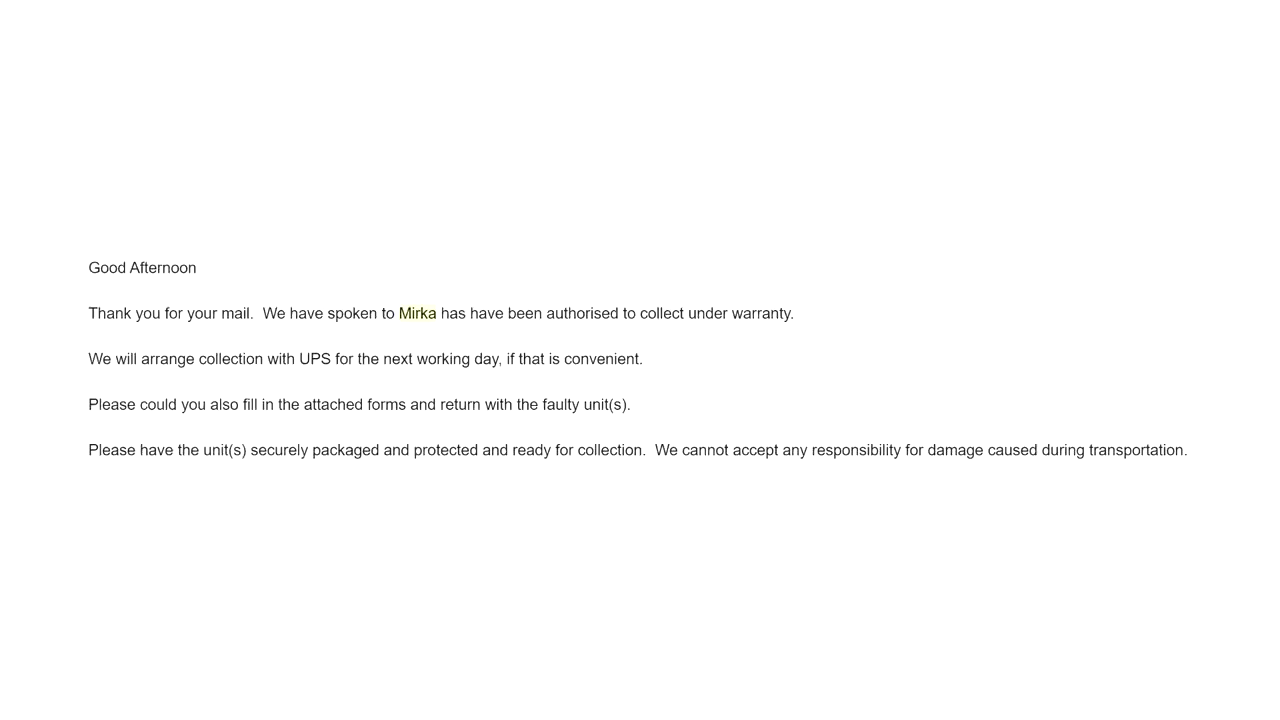 Good Afternoon
Thank you for your mail.  We have spoken to Mirka has have been authorised to collect under warranty.
We will arrange collection with UPS for the next working day, if that is convenient.
Please could you also fill in the attached forms and return with the faulty unit(s).
Please have the unit(s) securely packaged and protected and ready for collection.  We cannot accept any responsibility for damage caused during transportation.